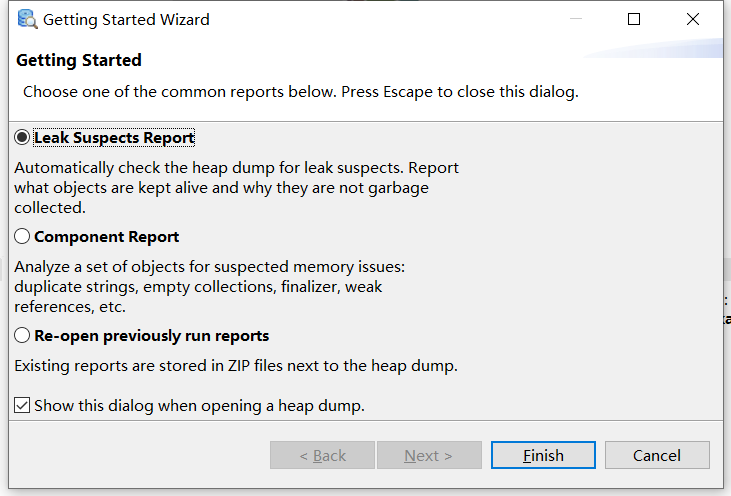 Getting Started Wizard
Getting Started
Choose one of the common reports below. Press Escape to close this dialog.
Leak Suspects Report
Automatically check the heap dump for leak suspects. Report
what objects are kept alive and why they are not garbage
collected.
Component Report
Analyze a set of objects for suspected memory issues:
duplicate strings, empty collections, finalizer, weak
references, etc.
Re-open previously run reports
Existing reports are stored in ZIP files next to the heap dump.
Show this dialog when opening a heap dump.
< Back
Next >
Finish
Cancel